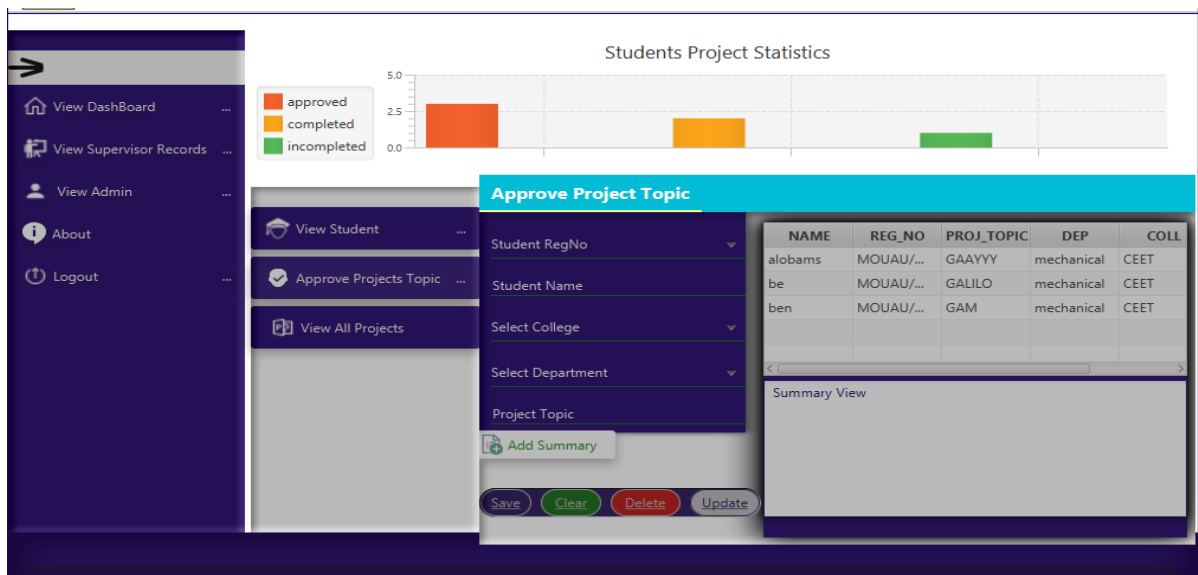 Students Project Statistics
5.0
2.5
0.0
approved
completed
incompleted
View DashBoard ...
View Supervisor Records ...
View Admin ...
About
Logout ...
View Student ...
Approve Projects Topic ...
View All Projects
Approve Project Topic
Student RegNo
Student Name
Select College
Select Department
Project Topic
Add Summary
Save Clear Delete Update
NAME REG_NO PROJ_TOPIC DEP COLL
alobams MOUAU/... GAAYYY mechanical CEET
be MOUAU/... GALILO mechanical CEET
ben MOUAU/... GAM mechanical CEET
Summary View